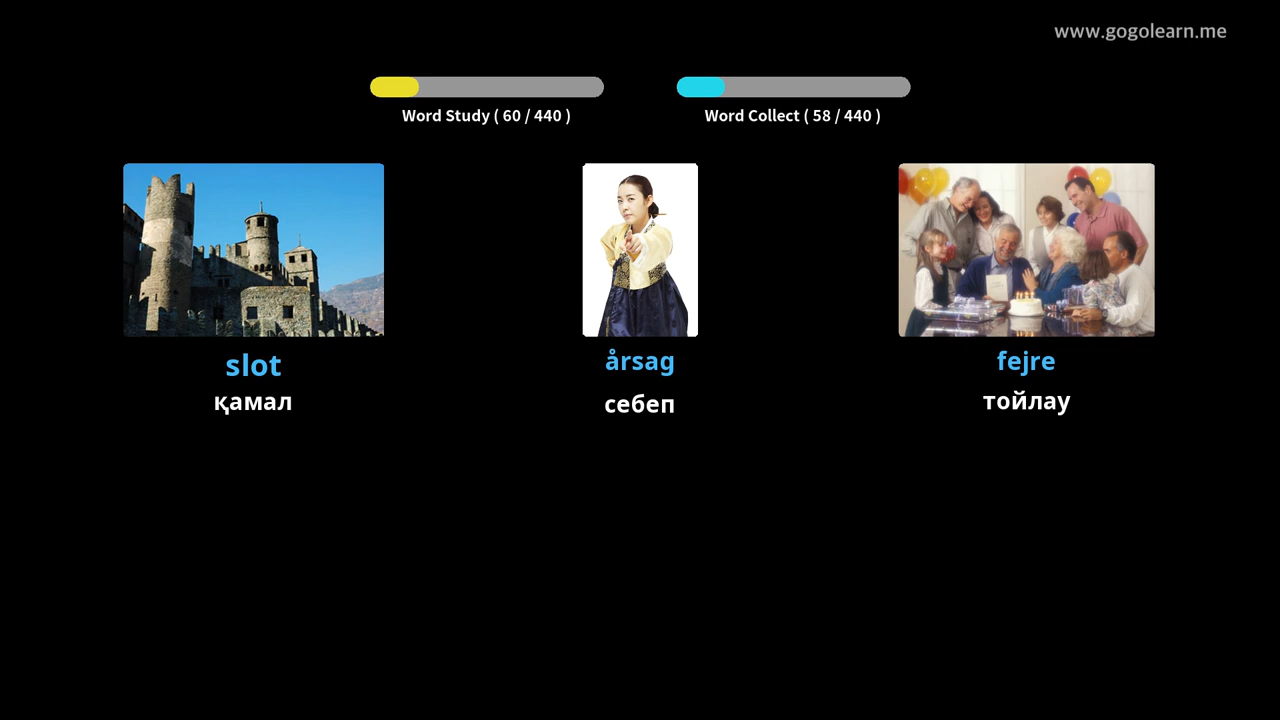 www.gogolearn.me
Word Study ( 60 / 440 )
Word Collect ( 58 / 440 )
slot
årsag
fejre
қамал
себеп
тойлау